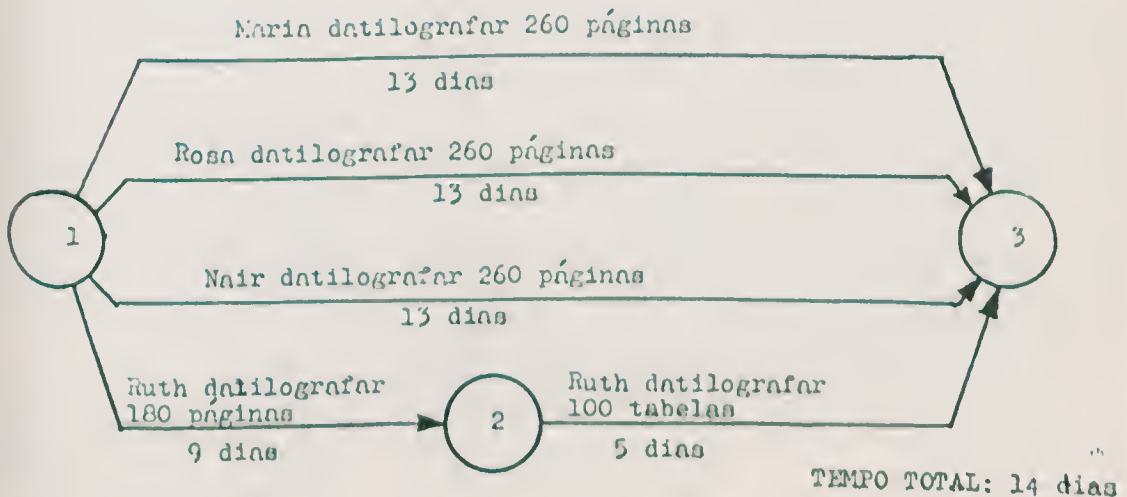 Maria datilografar 260 páginas
13 dias
Rosa datilografar 260 páginas
13 dias
1
3
Nair datilografar 260 páginas
13 dias
Ruth datilografar
180 páginas
9 dias
2
Ruth datilografar
100 tabelas
5 dias
TEMPO TOTAL: 14 dias